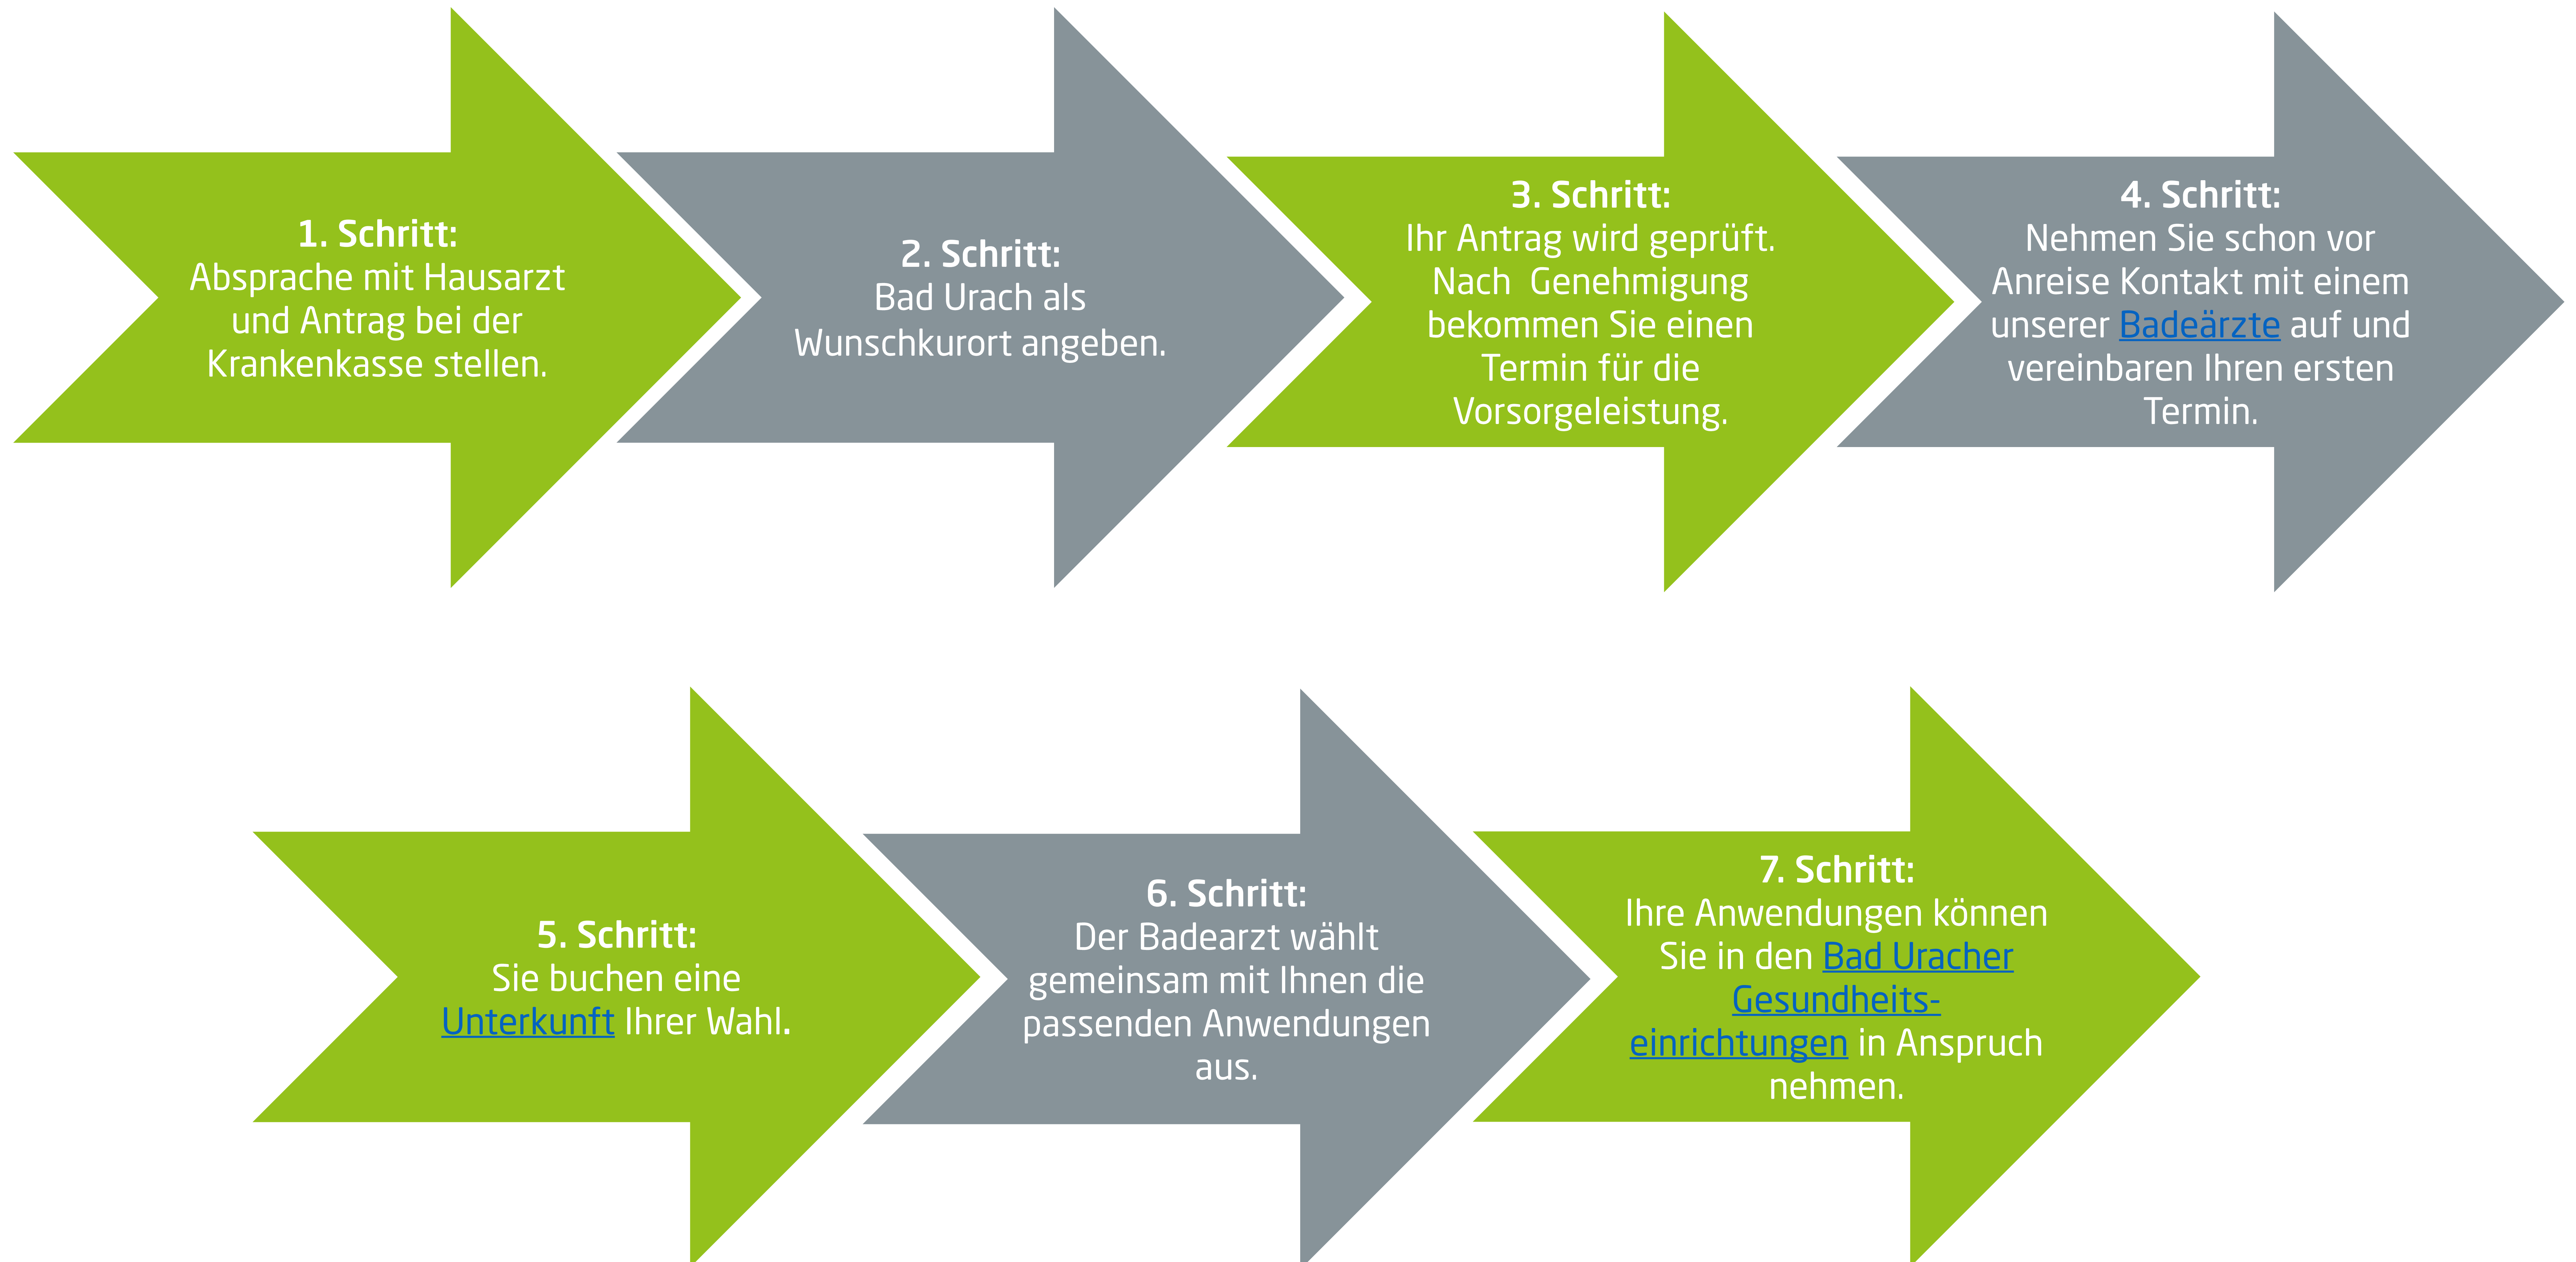 1. Schritt:
Absprache mit Hausarzt
und Antrag bei der
Krankenkasse stellen.
2. Schritt:
Bad Urach als
Wunschkurort angeben.
3. Schritt:
Ihr Antrag wird geprüft.
Nach  Genehmigung
bekommen Sie einen
Termin für die
Vorsorgeleistung.
4. Schritt:
Nehmen Sie schon vor
Anreise Kontakt mit einem
unserer Badeärzte auf und
vereinbaren Ihren ersten
Termin.
5. Schritt:
Sie buchen eine
Unterkunft Ihrer Wahl.
6. Schritt:
Der Badearzt wählt
gemeinsam mit Ihnen die
passenden Anwendungen
aus.
7. Schritt:
Ihre Anwendungen können
Sie in den Bad Uracher
Gesundheits-
einrichtungen in Anspruch
nehmen.